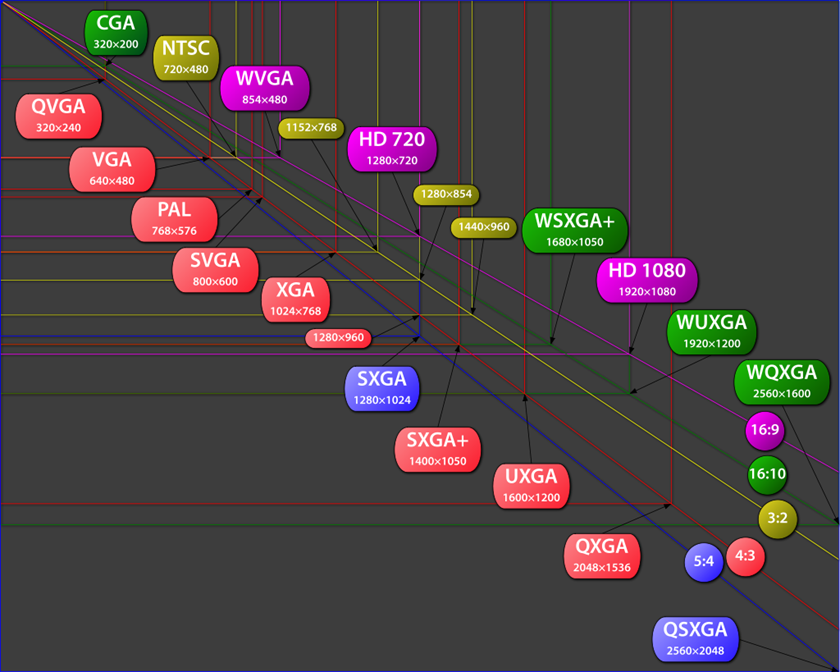 CGA
320×200
NTSC
720×480
WVGA
854×480
QVGA
320×240
1152×768
HD 720
1280×720
VGA
640×480
1280×854
PAL
768×576
1440×960
WSXGA+
1680×1050
SVGA
800×600
HD 1080
1920×1080
XGA
1024×768
WUXGA
1920×1200
1280×960
SXGA
1280×1024
WQXGA
2560×1600
16:9
SXGA+
1400×1050
16:10
UXGA
1600×1200
3:2
QXGA
2048×1536
5:4
4:3
QSXGA
2560×2048